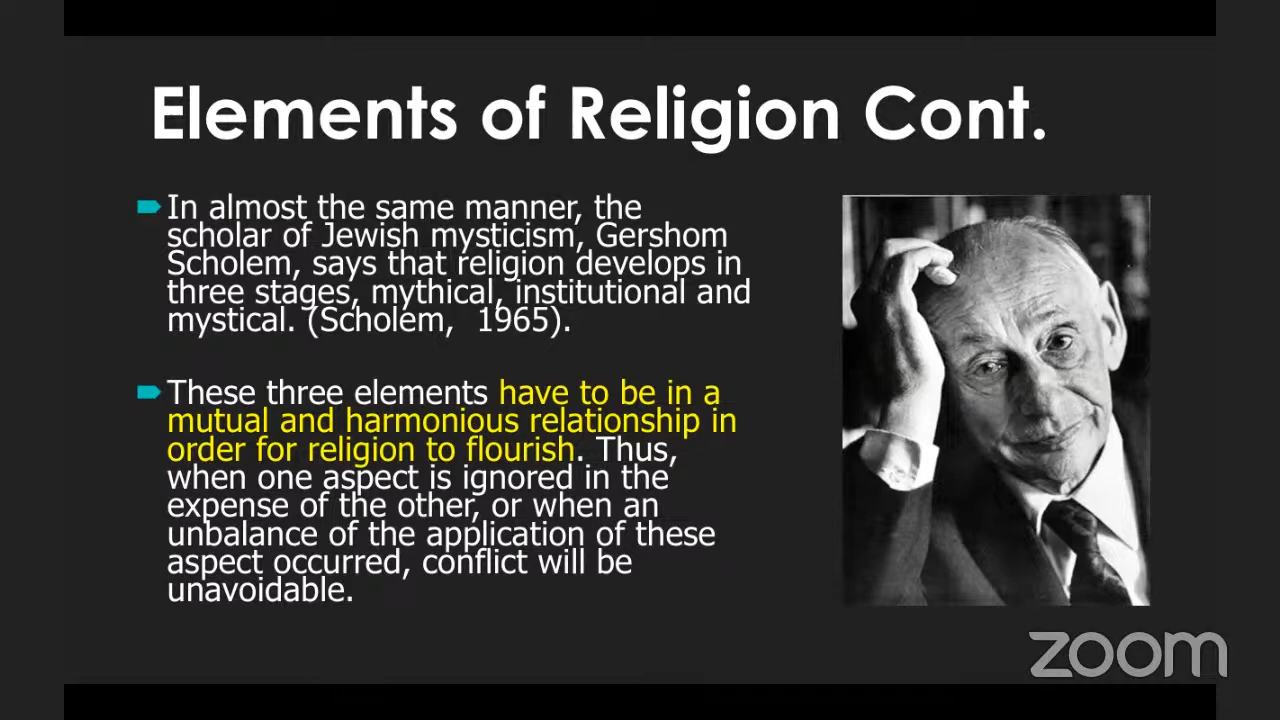 Elements of Religion Cont.
In almost the same manner, the
scholar of Jewish mysticism, Gershom
Scholem, says that religion develops in
three stages, mythical, institutional and
mystical. (Scholem,  1965).
These three elements have to be in a
mutual and harmonious relationship in
order for religion to flourish. Thus,
when one aspect is ignored in the
expense of the other, or when an
unbalance of the application of these
aspect occurred, conflict will be
unavoidable.
zoom